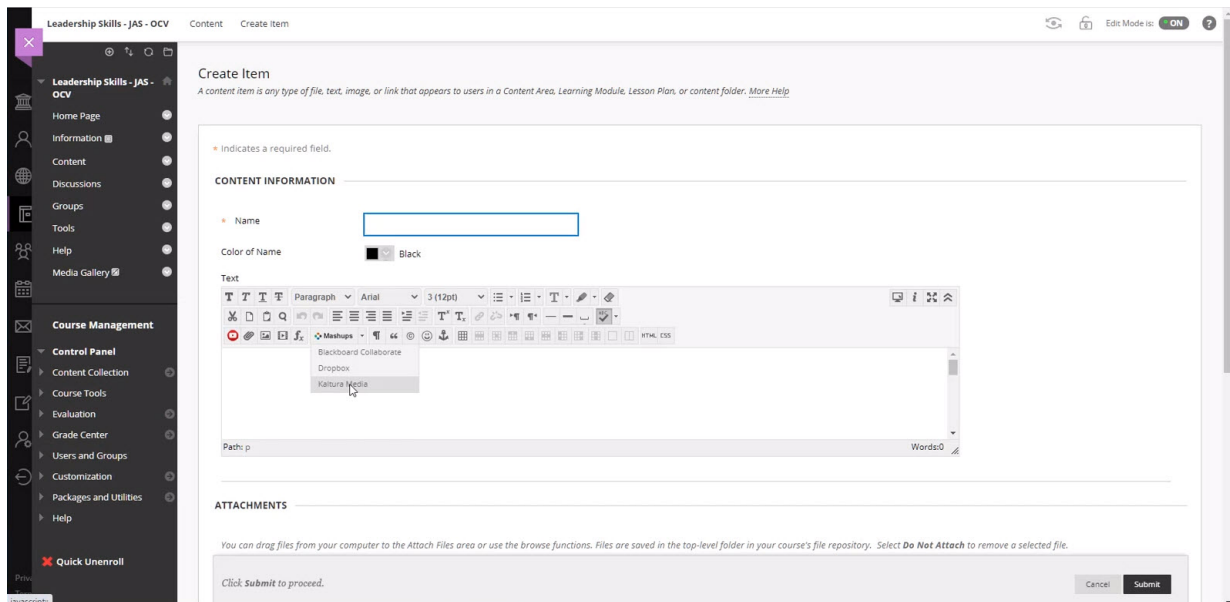 Leadership Skills - JAS - OCV
Content
Create Item
Edit Mode is:
ON
?
Leadership Skills - JAS -
OCV
Home Page
Information
Content
Discussions
Groups
Tools
Help
Media Gallery
Course Management
Control Panel
Content Collection
Course Tools
Evaluation
Grade Center
Users and Groups
Customization
Packages and Utilities
Help
Quick Unenroll
Create Item
A content item is any type of file, text, image, or link that appears to users in a Content Area, Learning Module, Lesson Plan, or content folder. More Help
* Indicates a required field.
CONTENT INFORMATION
* Name
Color of Name
Black
Text
T T T T Paragraph Arial 3 (12pt)
Mashups
HTML CSS
Blackboard Collaborate
Dropbox
Kaltura Media
Path: p
Words:0
ATTACHMENTS
You can drag files from your computer to the Attach Files area or use the browse functions. Files are saved in the top-level folder in your course's file repository. Select Do Not Attach to remove a selected file.
Click Submit to proceed.
Cancel
Submit